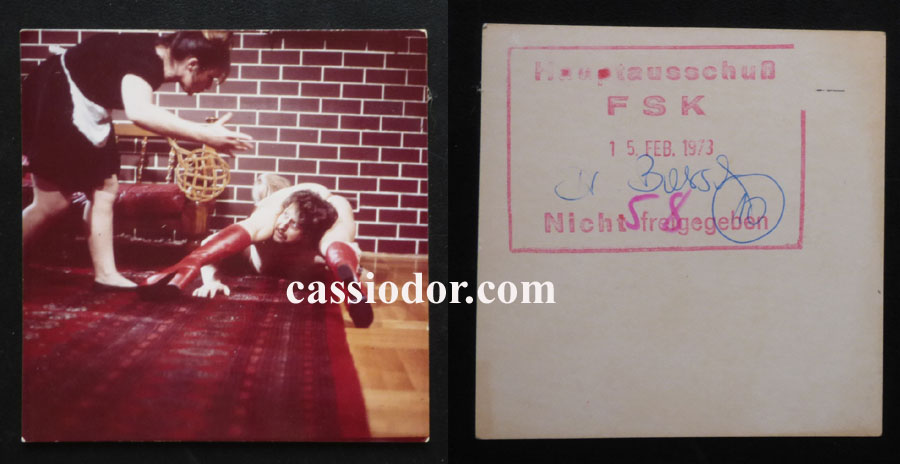 Hauptausschuß
FSK
15. FEB. 1973
58
Nicht freigegeben
cassiodor.com